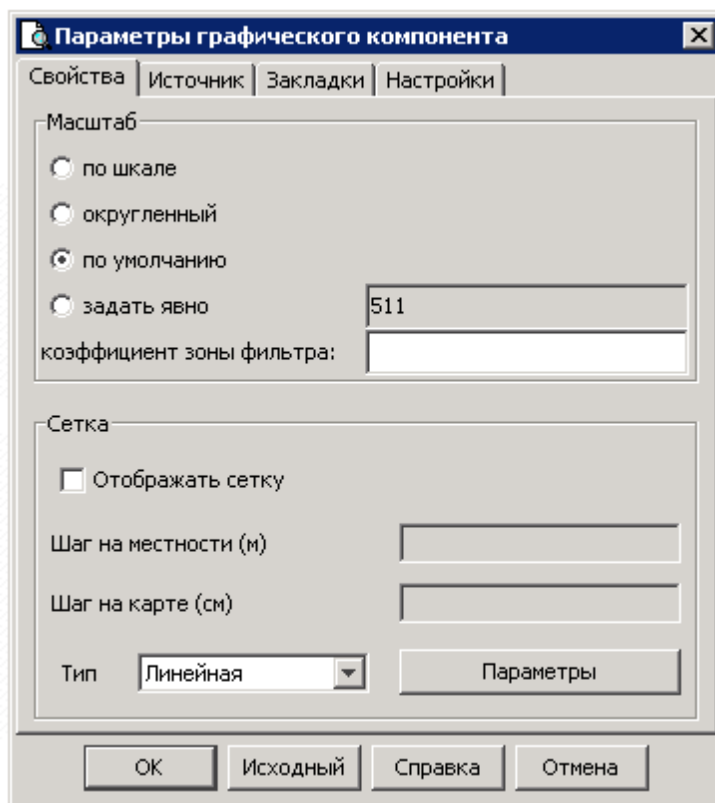 Параметры графического компонента
Свойства Источник Закладки Настройки
Масштаб
по шкале
округленный
по умолчанию
задать явно 511
коэффициент зоны фильтра:
Сетка
Отображать сетку
Шаг на местности (м)
Шаг на карте (см)
Тип Линейная Параметры
ОК Исходный Справка Отмена